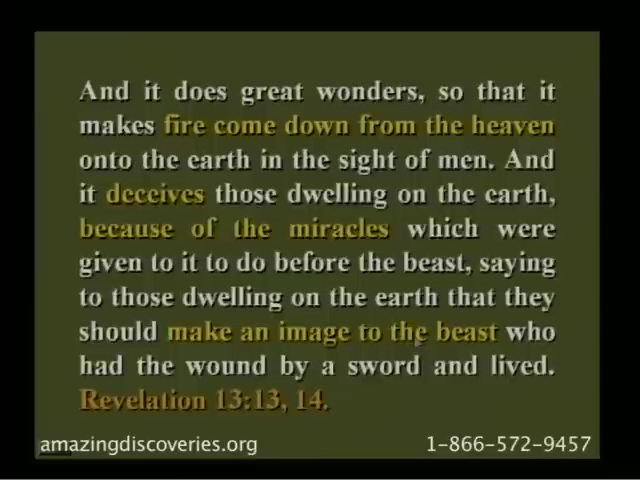 And it does great wonders, so that it
makes fire come down from the heaven
onto the earth in the sight of men. And
it deceives those dwelling on the earth,
because of the miracles which were
given to it to do before the beast, saying
to those dwelling on the earth that they
should make an image to the beast who
had the wound by a sword and lived.
Revelation 13:13, 14.
amazingdiscoveries.org 1-866-572-9457